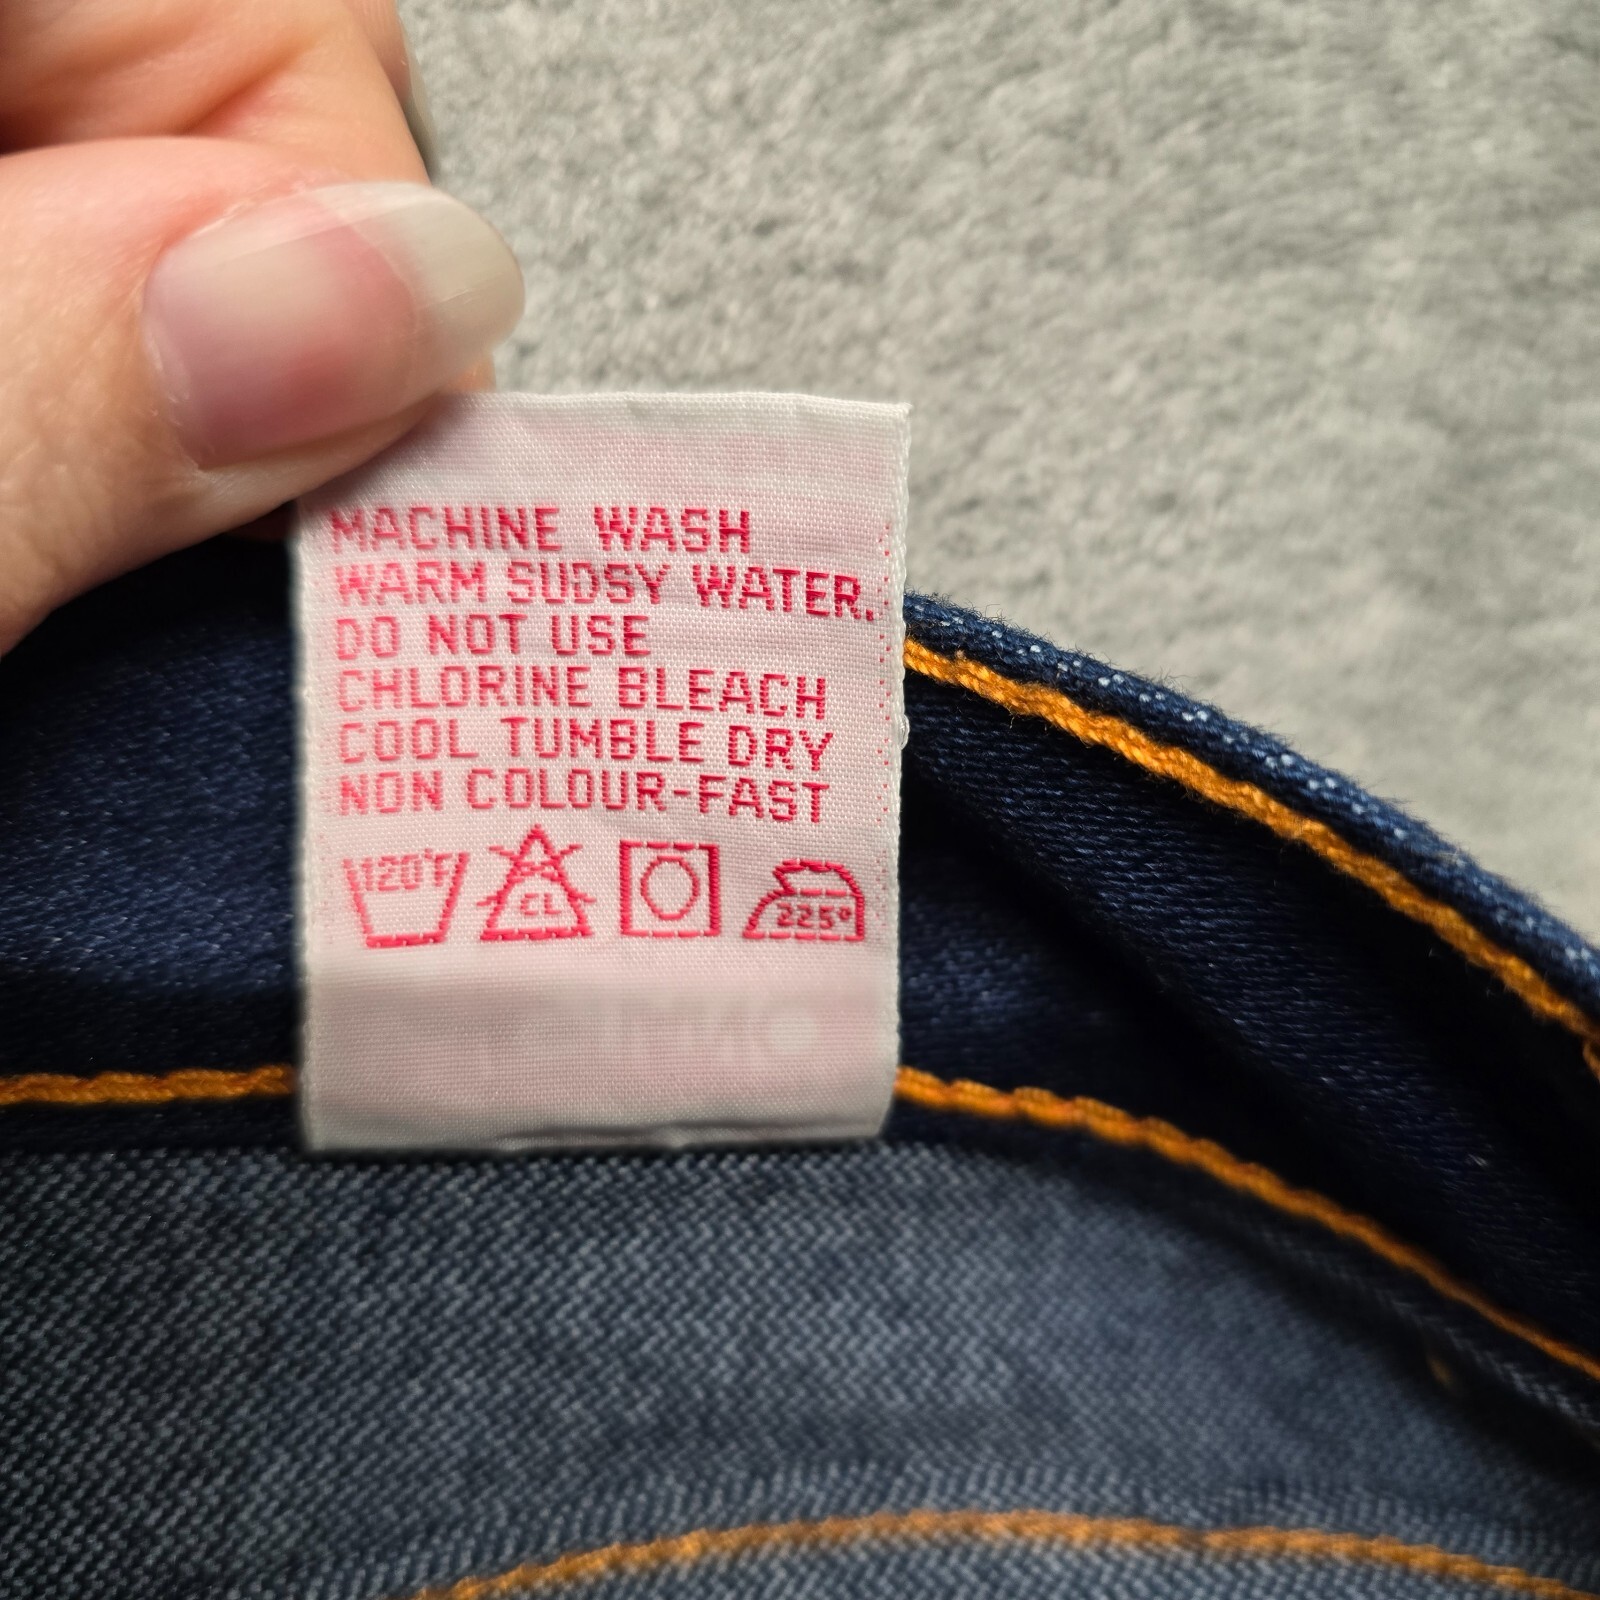 MACHINE WASH
WARM SUDSY WATER.
DO NOT USE
CHLORINE BLEACH
COOL TUMBLE DRY
NON COLOUR-FAST
120°F CL 225°